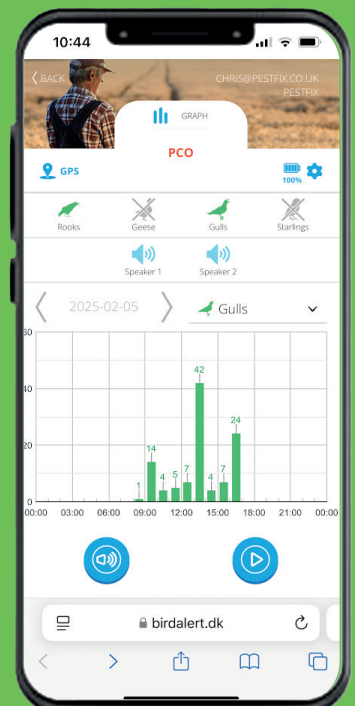 10:44
BACK
CHRIS@PESTFIX.CO.UK
PESTFIX
GRAPH
PCO
GPS
100%
Rooks
Geese
Gulls
Starlings
Speaker 1
Speaker 2
2025-02-05
Gulls
60
40
20
0
1
14
4
5
7
42
4
7
24
00:00 03:00 06:00 09:00 12:00 15:00 18:00 21:00 00:00
birdalert.dk